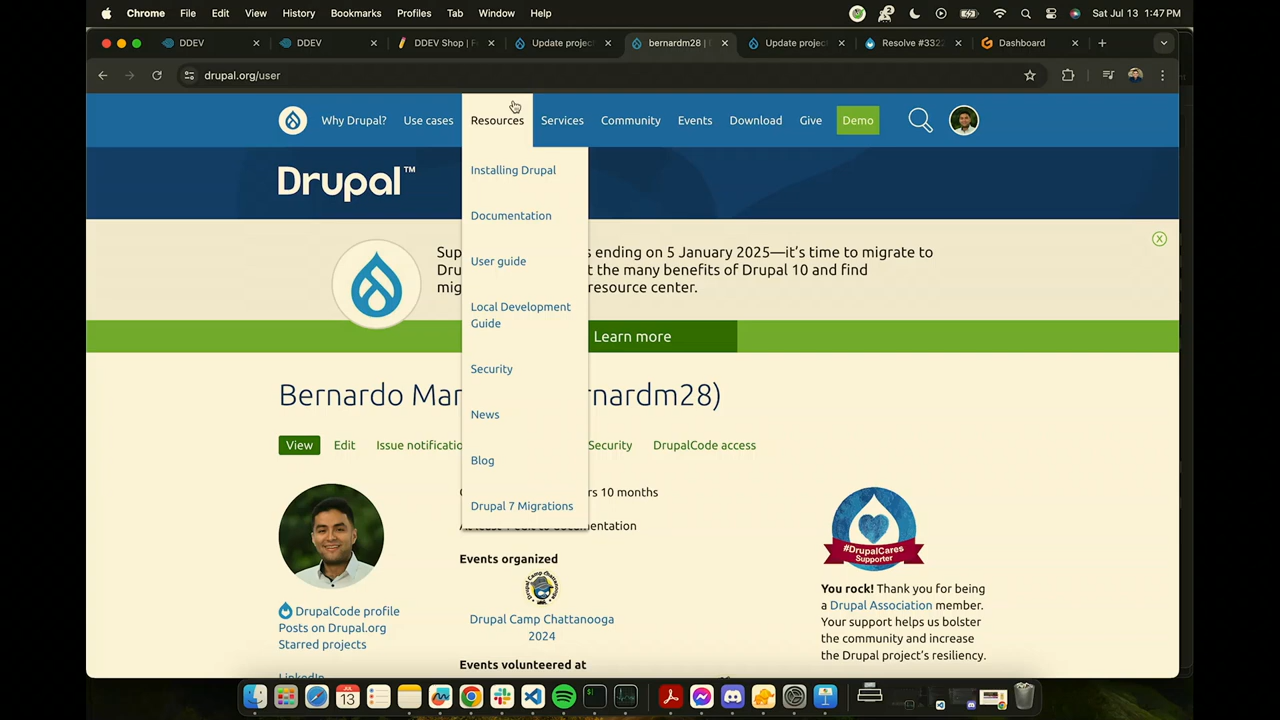 Chrome File Edit View History Bookmarks Profiles Tab Window Help Sat Jul 13 1:47 PM
DDEV DDEV DDEV Shop | F Update projec bernardm28 | Update projec Resolve #332 Dashboard
drupal.org/user
Why Drupal? Use cases Resources Services Community Events Download Give Demo
Installing Drupal
Drupal™
Documentation
User guide
Local Development
Guide
Security
News
Blog
Drupal 7 Migrations
Sup s ending on 5 January 2025—it’s time to migrate to
Dru t the many benefits of Drupal 10 and find
mig resource center.
Learn more
Bernardo Mar rnardm28)
View Edit Issue notificatio Security DrupalCode access
rs 10 months
umentation
Events organized
Drupal Camp Chattanooga
2024
Events volunteered at
DrupalCode profile
Posts on Drupal.org
Starred projects
LinkedIn
#DrupalCares
Supporter
You rock! Thank you for being
a Drupal Association member.
Your support helps us bolster
the community and increase
the Drupal project’s resiliency.
JUL
13